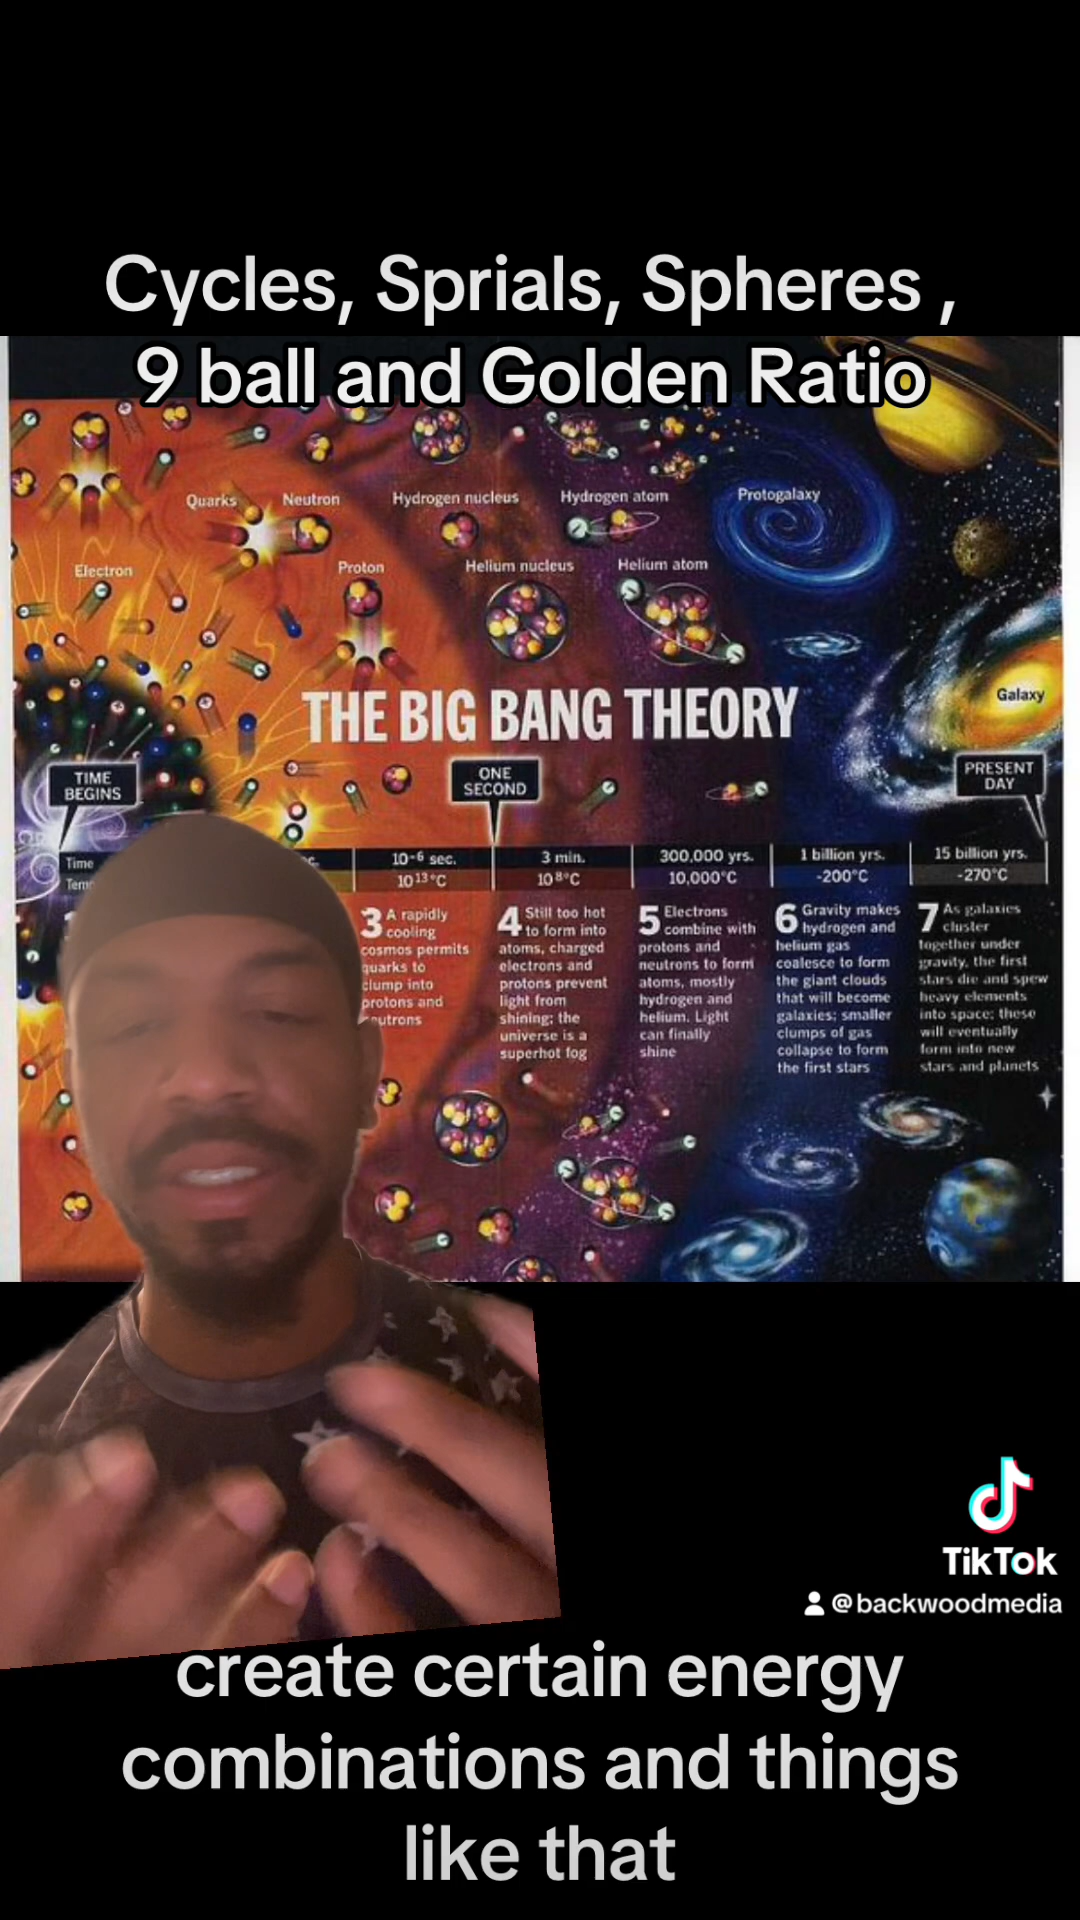 Cycles, Sprials, Spheres ,
9 ball and Golden Ratio
Quarks
Neutron
Hydrogen nucleus
Hydrogen atom
Protogalaxy
Electron
Proton
Helium nucleus
Helium atom
THE BIG BANG THEORY
Galaxy
TIME
BEGINS
ONE
SECOND
PRESENT
DAY
Time
10-6 sec.
3 min.
300,000 yrs.
1 billion yrs.
15 billion yrs.
10 13°C
10 8°C
10,000°C
-200°C
-270°C
3 A rapidly
cooling
cosmos permits
quarks to
clump into
protons and
neutrons
4 Still too hot
to form into
atoms, charged
electrons and
protons prevent
light from
shining; the
universe is a
superhot fog
5 Electrons
combine with
protons and
neutrons to form
atoms, mostly
hydrogen and
helium. Light
can finally
shine
6 Gravity makes
hydrogen and
helium gas
coalesce to form
the giant clouds
that will become
galaxies; smaller
clumps of gas
collapse to form
the first stars
7 As galaxies
cluster
together under
gravity, the first
stars die and spew
heavy elements
into space; these
will eventually
form into new
stars and planets
TikTok
@backwoodmedia
create certain energy
combinations and things
like that